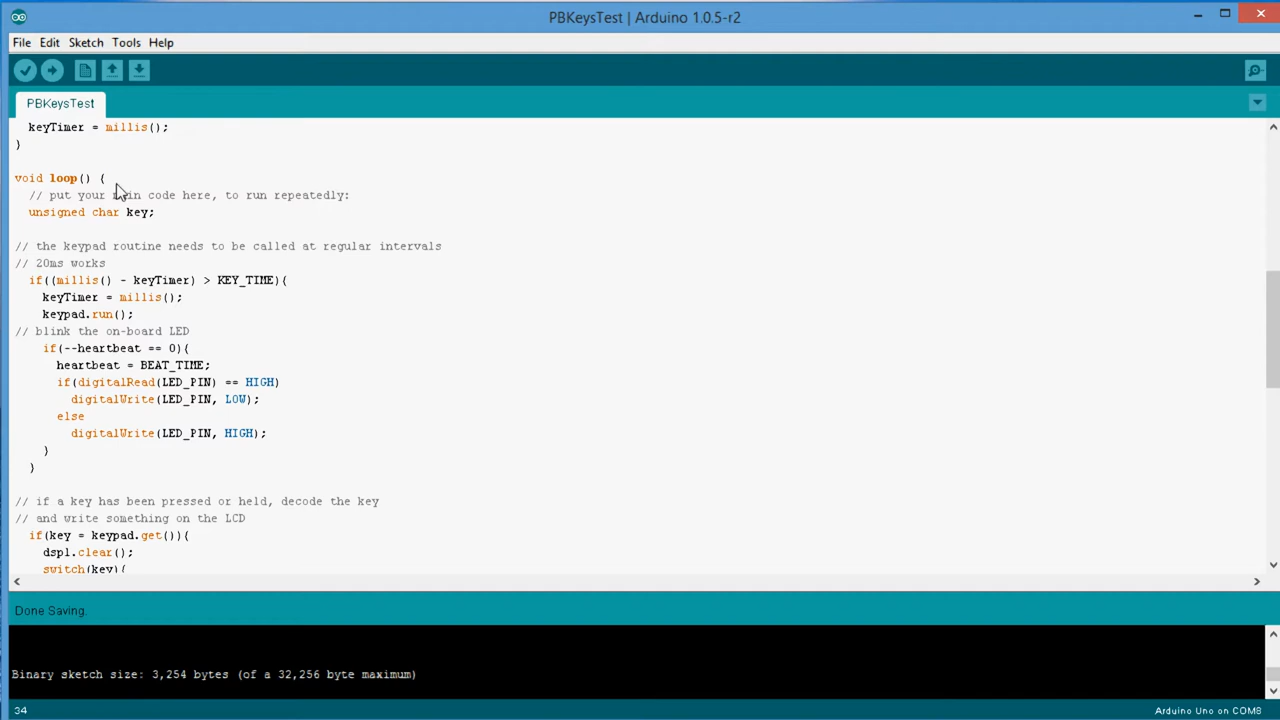 PBKeysTest | Arduino 1.0.5-r2
File Edit Sketch Tools Help
PBKeysTest
keyTimer = millis();
}
void loop() {
// put your main code here, to run repeatedly:
unsigned char key;
// the keypad routine needs to be called at regular intervals
// 20ms works
if((millis() - keyTimer) > KEY_TIME){
keyTimer = millis();
keypad.run();
// blink the on-board LED
if(--heartbeat == 0){
heartbeat = BEAT_TIME;
if(digitalRead(LED_PIN) == HIGH)
digitalWrite(LED_PIN, LOW);
else
digitalWrite(LED_PIN, HIGH);
}
}
// if a key has been pressed or held, decode the key
// and write something on the LCD
if(key = keypad.get()){
dspl.clear();
switch(key){
Done Saving.
Binary sketch size: 3,254 bytes (of a 32,256 byte maximum)
34
Arduino Uno on COM8